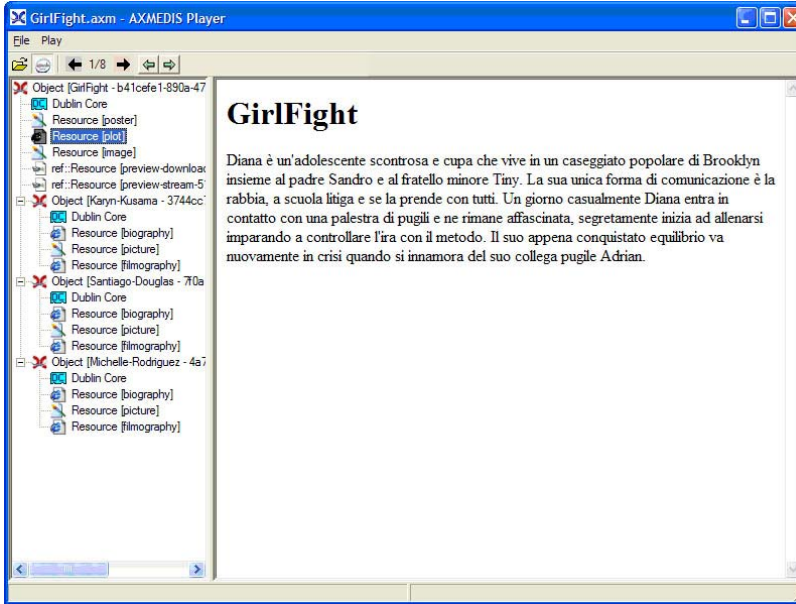 GirlFight.axm - AXMEDIS Player
File Play
1/8
Object [GirlFight - b41cefe1-890a-47
Dublin Core
Resource [poster]
Resource [plot]
Resource [image]
ref::Resource [preview-download
ref::Resource [preview-stream-5
Object [Karyn-Kusama - 3744cc
Dublin Core
Resource [biography]
Resource [picture]
Resource [filmography]
Object [Santiago-Douglas - 7f0a
Dublin Core
Resource [biography]
Resource [picture]
Resource [filmography]
Object [Michelle-Rodriguez - 4a7
Dublin Core
Resource [biography]
Resource [picture]
Resource [filmography]
GirlFight
Diana è un'adolescente scontrosa e cupa che vive in un caseggiato popolare di Brooklyn
insieme al padre Sandro e al fratello minore Tiny. La sua unica forma di comunicazione è la
rabbia, a scuola litiga e se la prende con tutti. Un giorno casualmente Diana entra in
contatto con una palestra di pugili e ne rimane affascinata, segretamente inizia ad allenarsi
imparando a controllare l'ira con il metodo. Il suo appena conquistato equilibrio va
nuovamente in crisi quando si innamora del suo collega pugile Adrian.